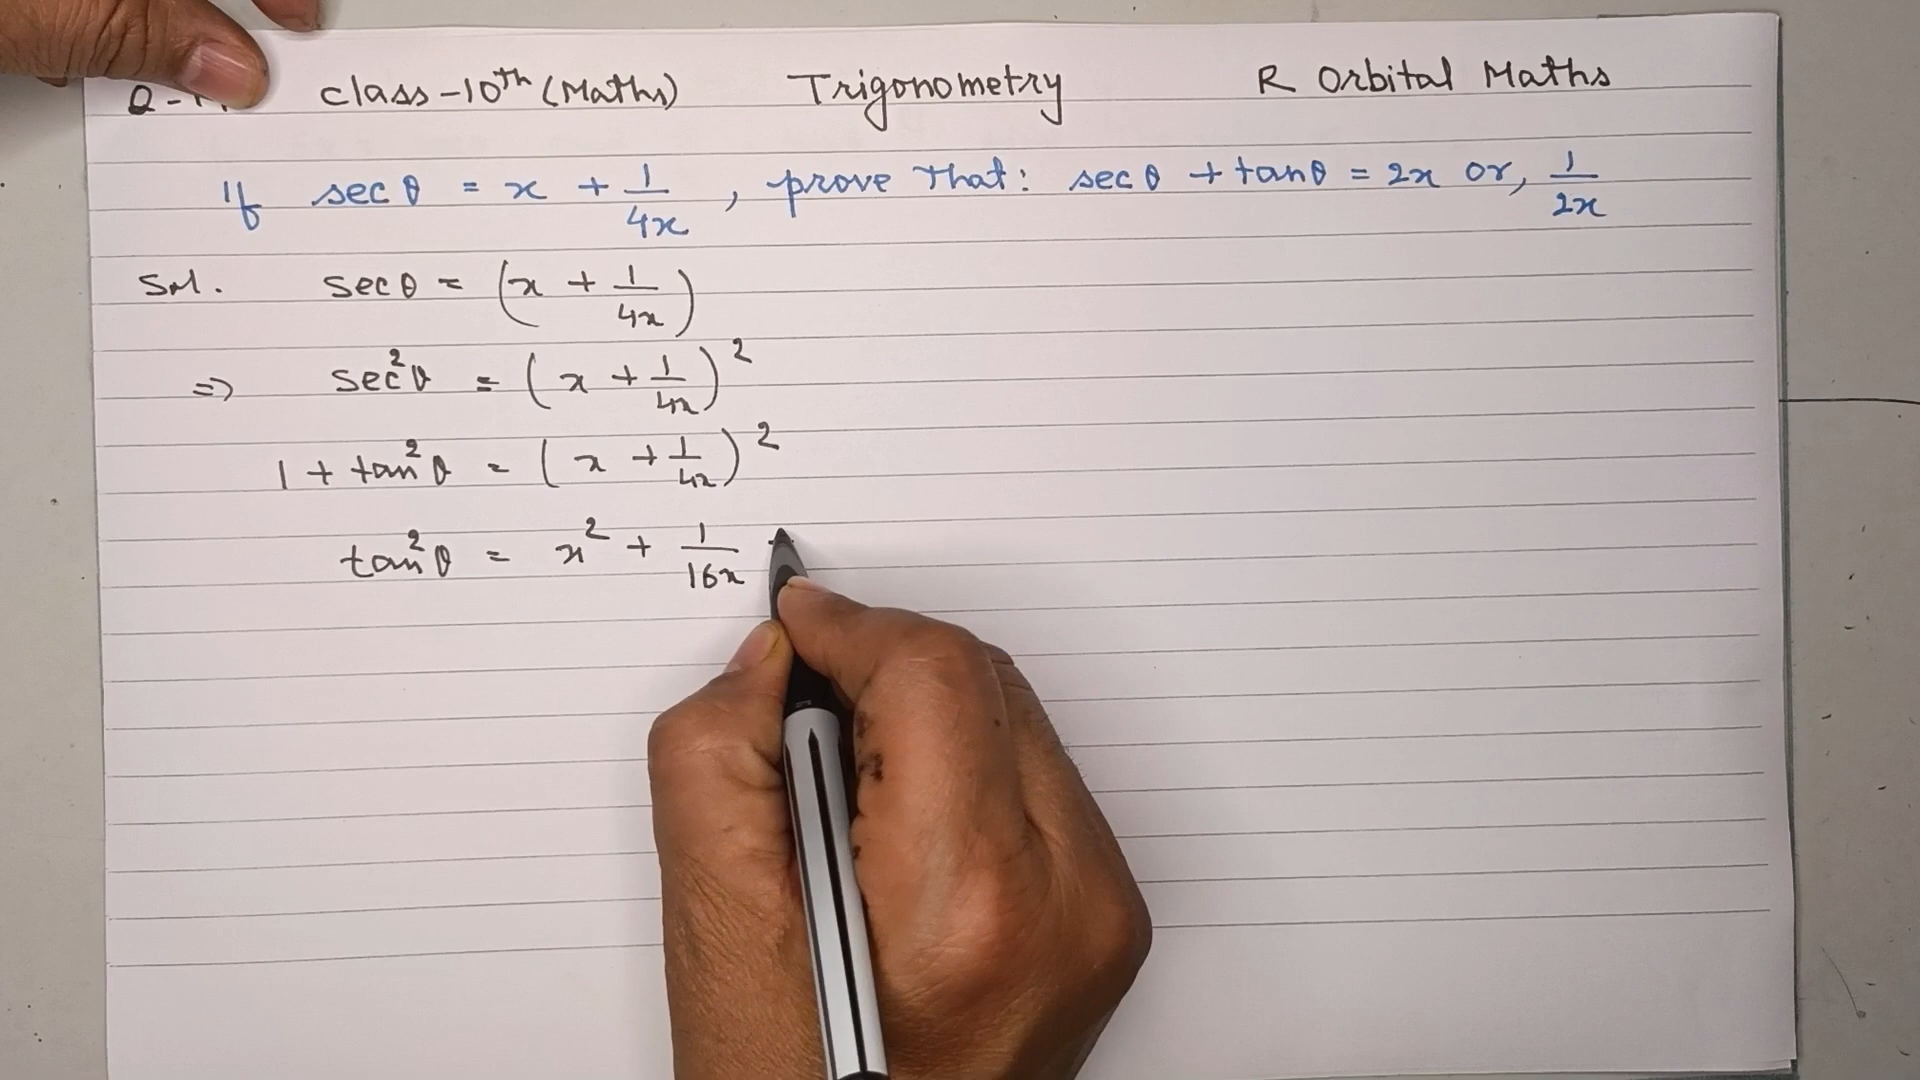 Q - class-10th (Maths) Trigonometry R Orbital Maths
If sec θ = x + 1/4x , prove that: sec θ + tan θ = 2x or, 1/2x
Sol. sec θ = (x + 1/4x)
=> sec²θ = (x + 1/4x)²
1 + tan²θ = (x + 1/4x)²
tan²θ = x² + 1/16x